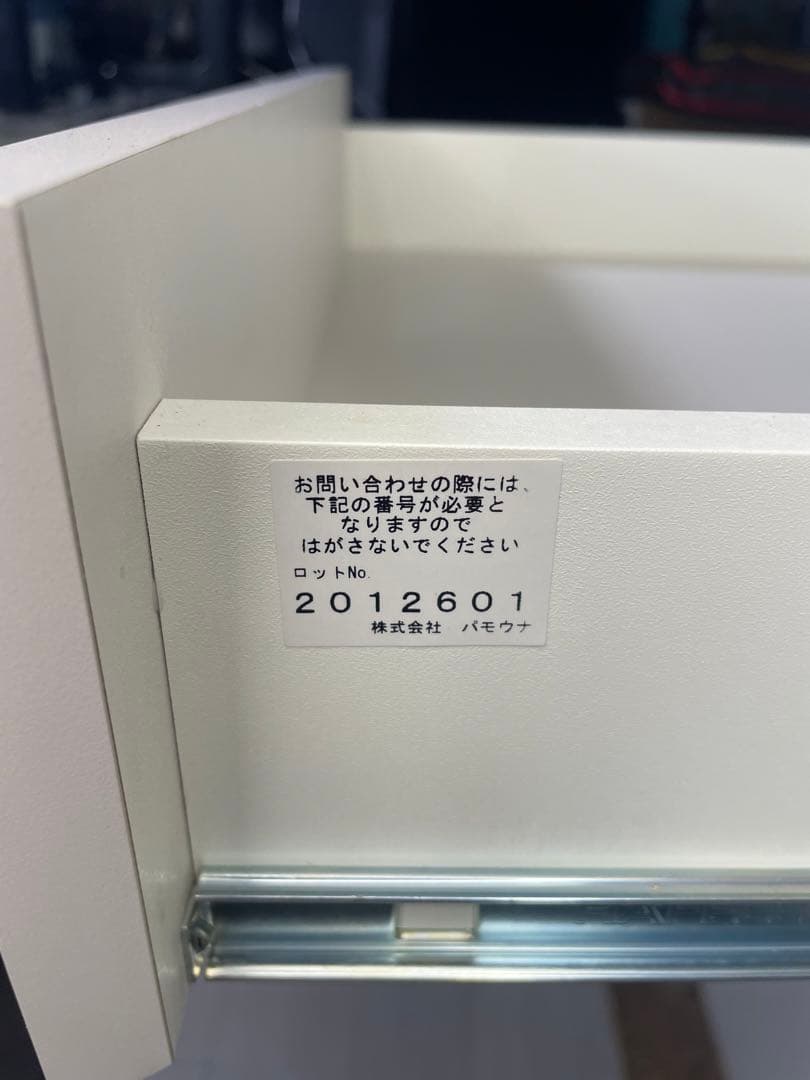 お問い合わせの際には、
下記の番号が必要と
なりますので
はがさないでください
ロットNo.
2012601
株式会社　パモウナ